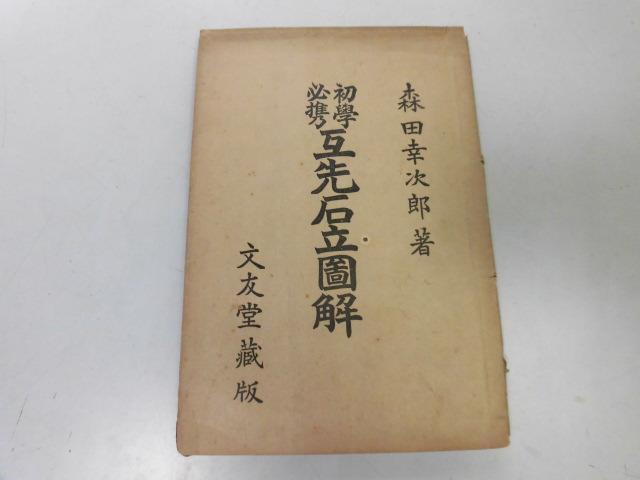 森田幸次郎著
初學
必携
互先石立圖解
文友堂藏版